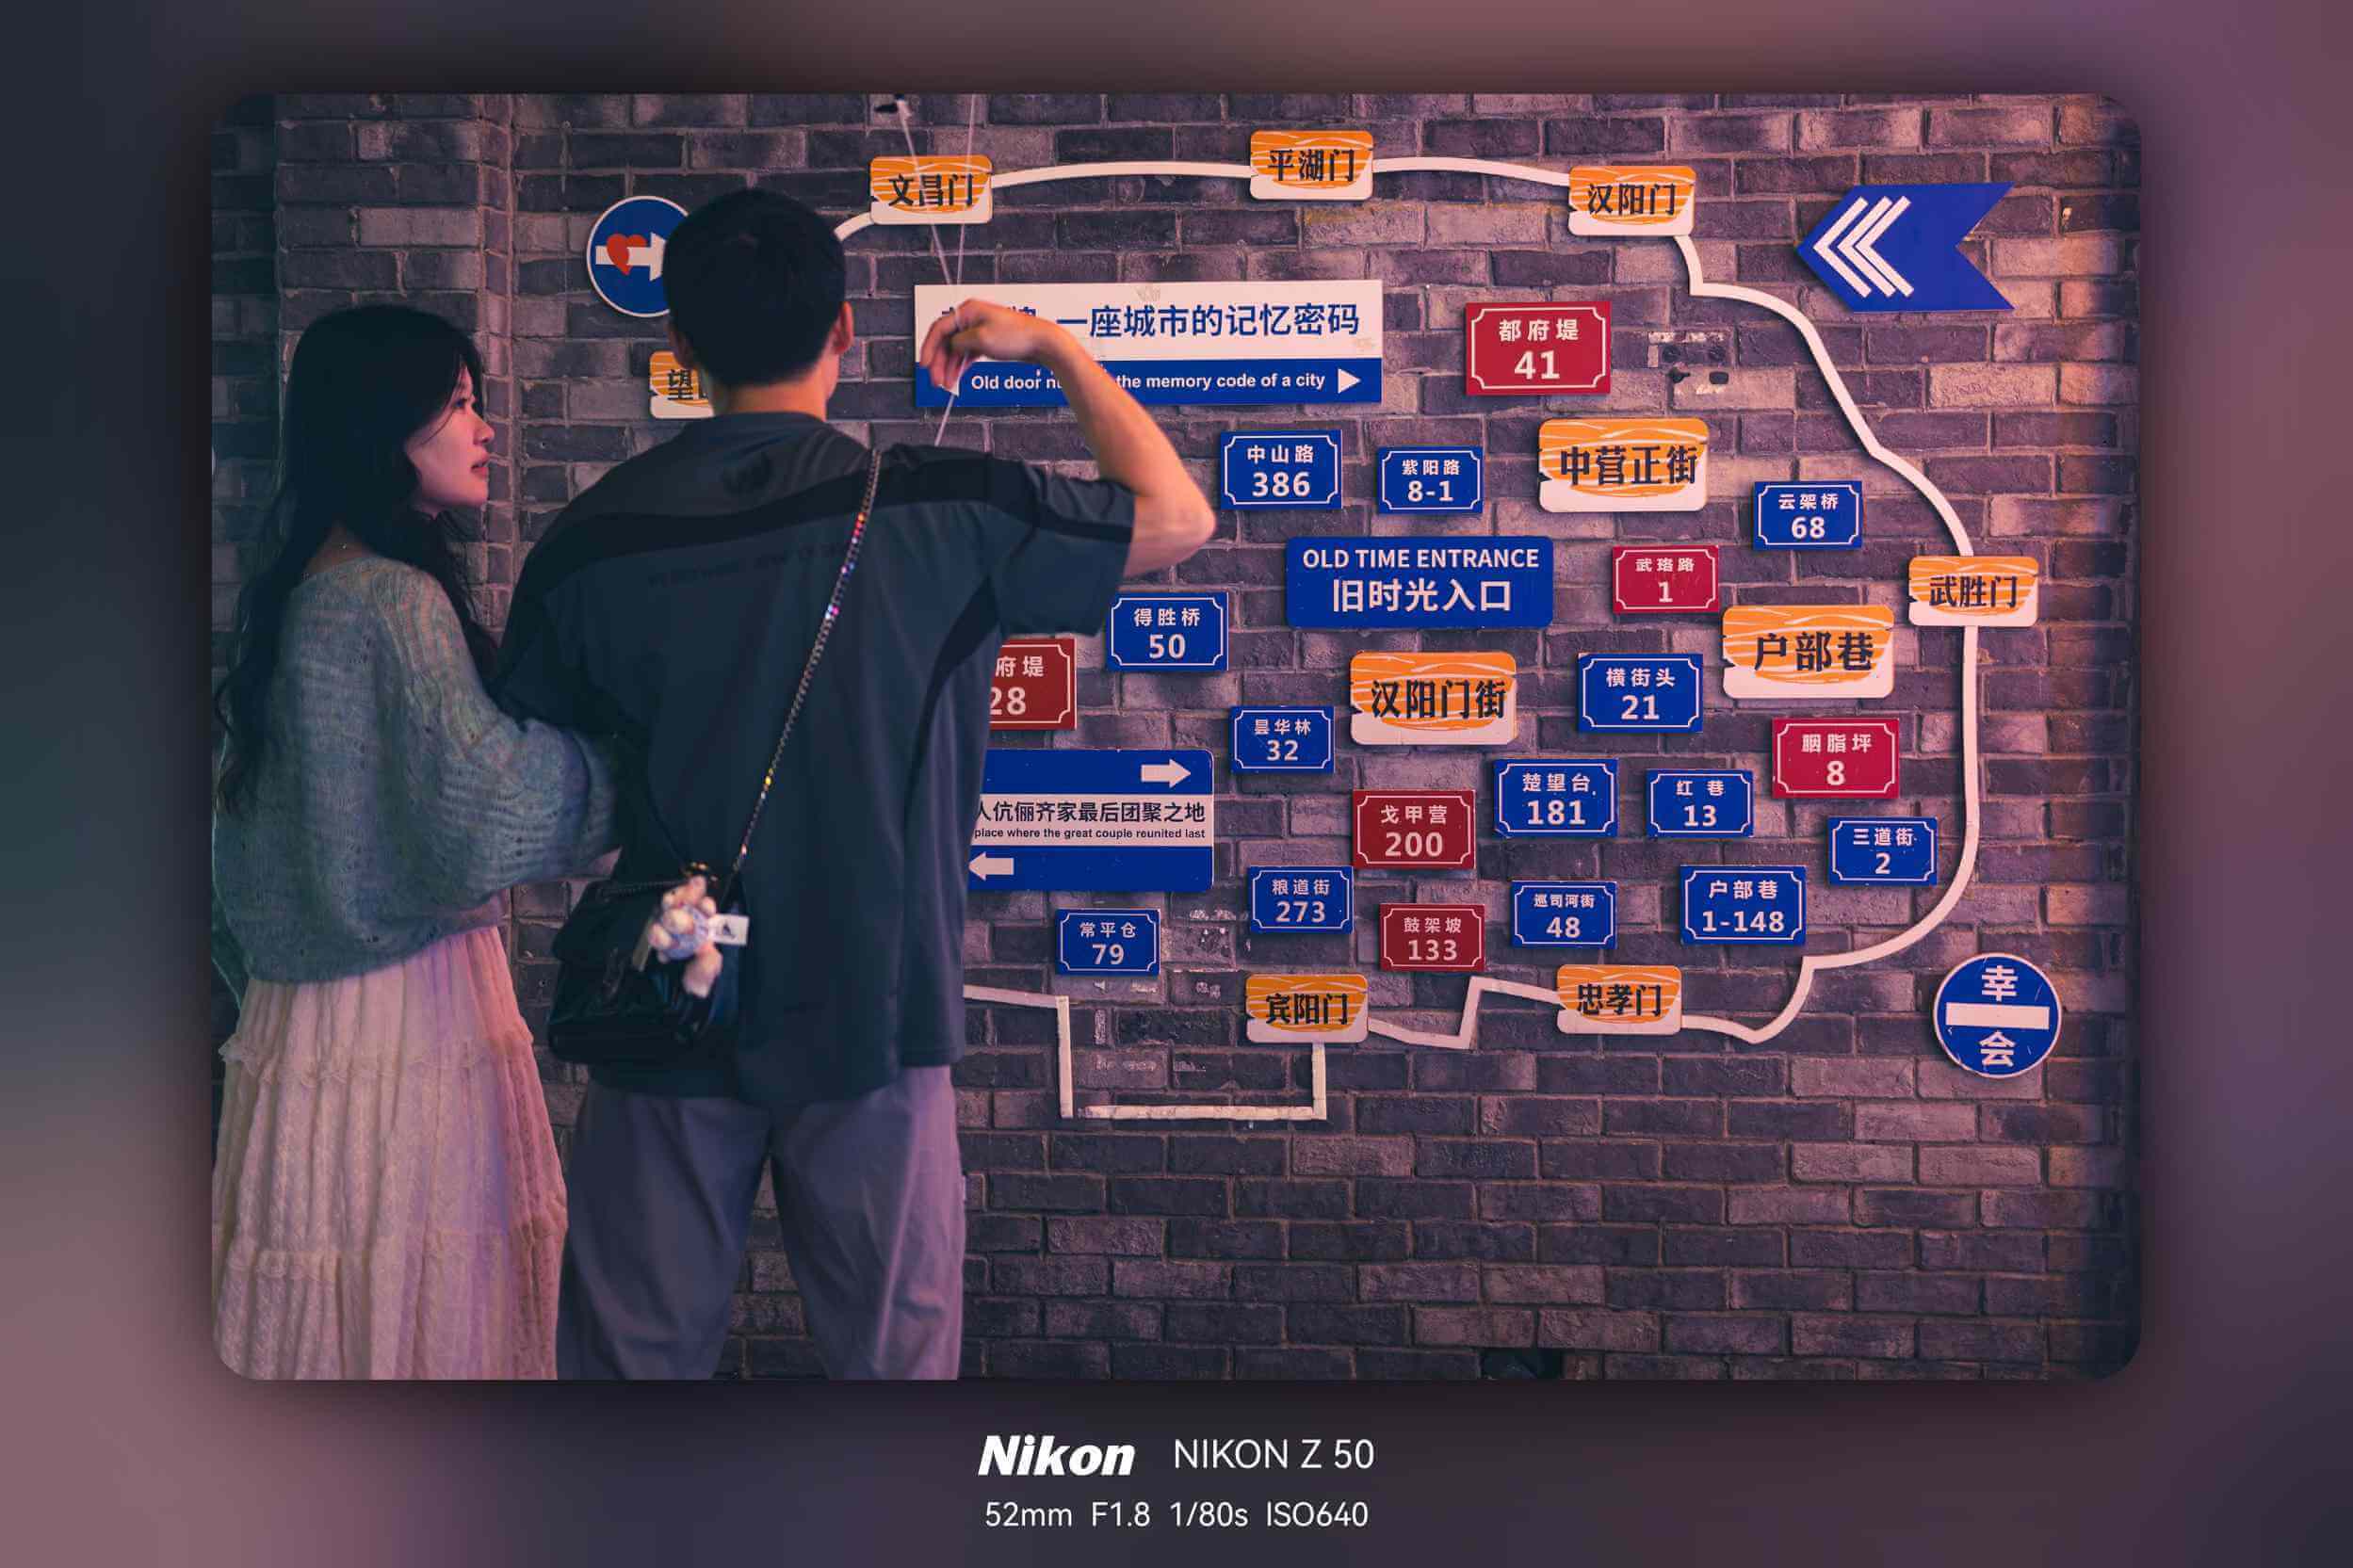 文昌门
平湖门
汉阳门
一座城市的记忆密码
Old door the memory code of a city
都府堤
41
望
中山路
386
紫阳路
8-1
中营正街
云架桥
68
OLD TIME ENTRANCE
旧时光入口
武珞路
1
武胜门
得胜桥
50
户部巷
府堤
28
汉阳门街
横街头
21
昙华林
32
胭脂坪
8
人伉俪齐家最后团聚之地
place where the great couple reunited last
楚望台
181
红巷
13
戈甲营
200
三道街
2
粮道街
273
户部巷
1-148
巡司河街
48
常平仓
79
鼓架坡
133
宾阳门
忠孝门
幸
会
Nikon NIKON Z 50
52mm F1.8 1/80s ISO640